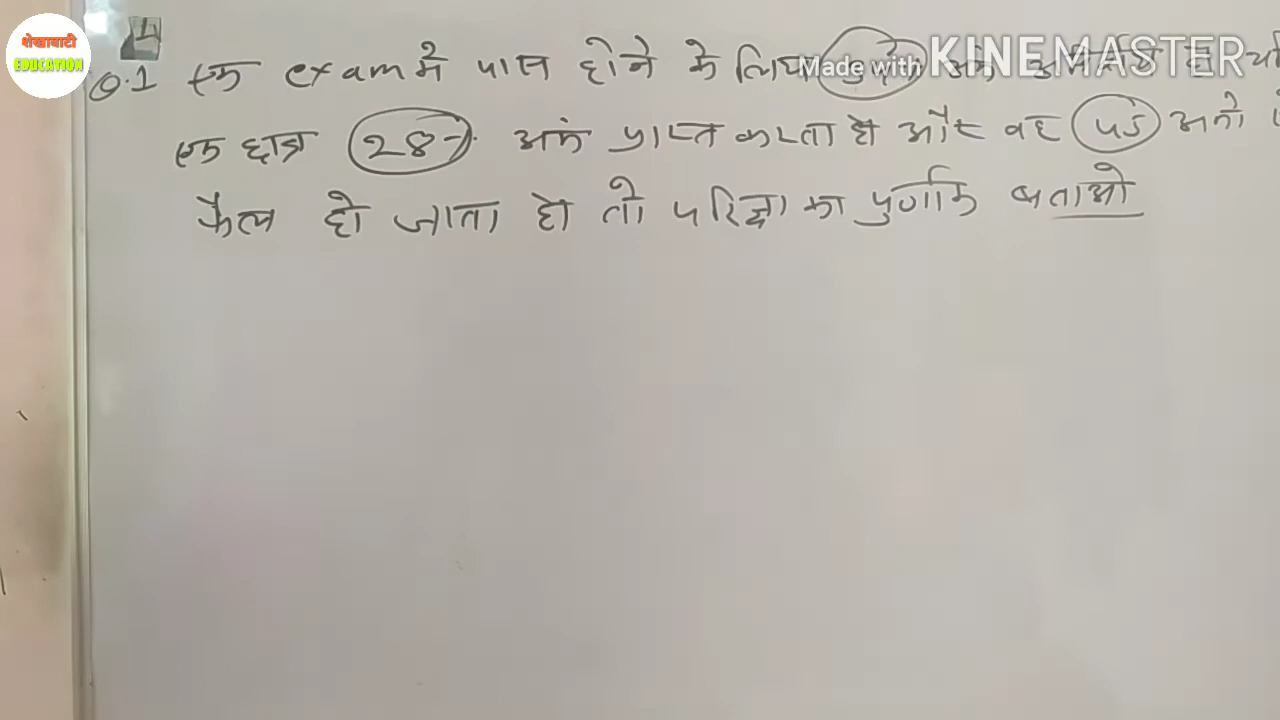 शेखावाटी
EDUCATION
Made with KINEMASTER
Q.1 एक exam में पास होने के लिए
एक छात्र 28% अंक प्राप्त करता है और वह 45 अंको
फैल हो जाता है तो परिक्षा का पुर्णांक बताओ